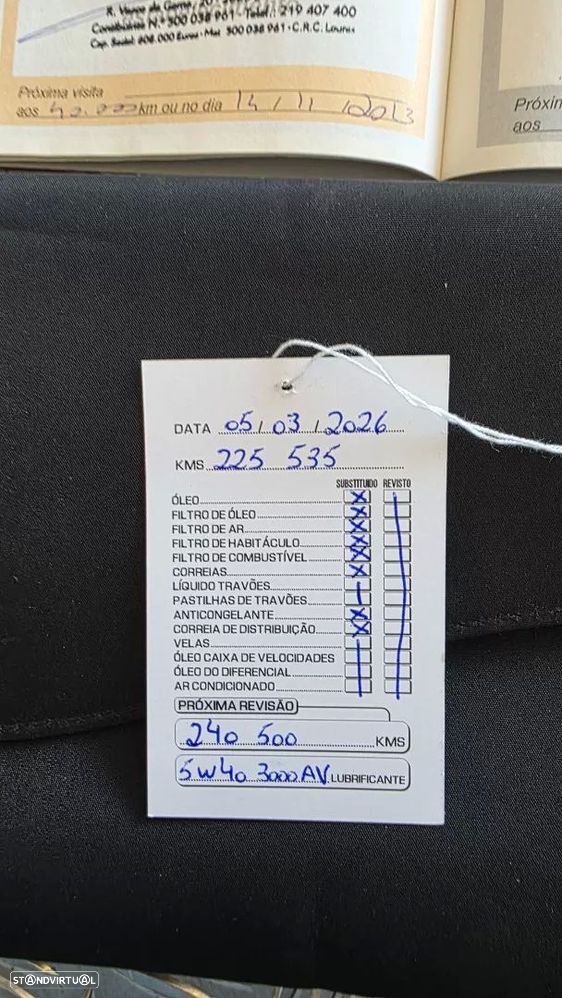 R. Vasco da Gama, 20
Contribuinte N.º 500 038 961 - Telef.: 219 407 400
Cap. Social 608.000 Euros - Mat 500 038 961 - C.R.C. Loures
Próxima visita
aos 40.000 km ou no dia 14 / 11 / 2013
Próxim
aos
DATA 05 / 03 / 2026
KMS 225 535
SUBSTITUIDO REVISTO
ÓLEO X
FILTRO DE ÓLEO X
FILTRO DE AR X
FILTRO DE HABITÁCULO X
FILTRO DE COMBUSTÍVEL X
CORREIAS X
LÍQUIDO TRAVÕES
PASTILHAS DE TRAVÕES
ANTICONGELANTE X
CORREIA DE DISTRIBUIÇÃO X
VELAS
ÓLEO CAIXA DE VELOCIDADES
ÓLEO DO DIFERENCIAL
AR CONDICIONADO
PRÓXIMA REVISÃO
240 500 KMS
5W40 3000AV LUBRIFICANTE
STANDVIRTUAL